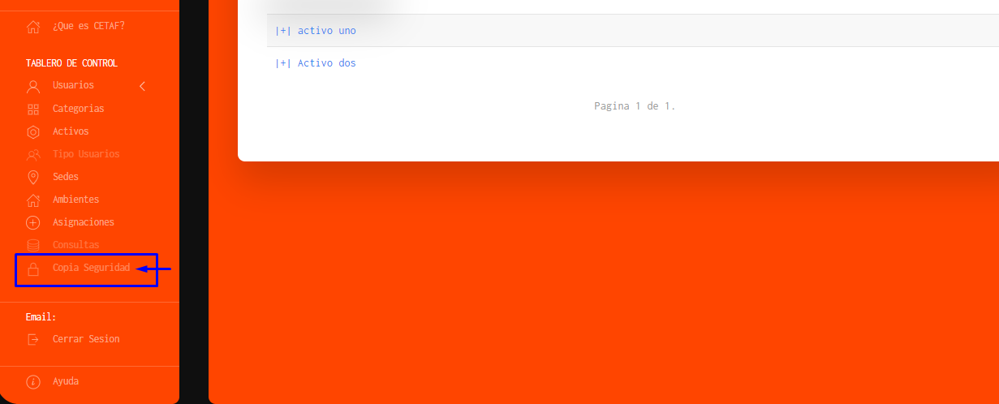 ¿Que es CETAF?
TABLERO DE CONTROL
Usuarios
Categorias
Activos
Tipo Usuarios
Sedes
Ambientes
Asignaciones
Consultas
Copia Seguridad
Email:
Cerrar Sesion
Ayuda
|+| activo uno
|+| Activo dos
Pagina 1 de 1.